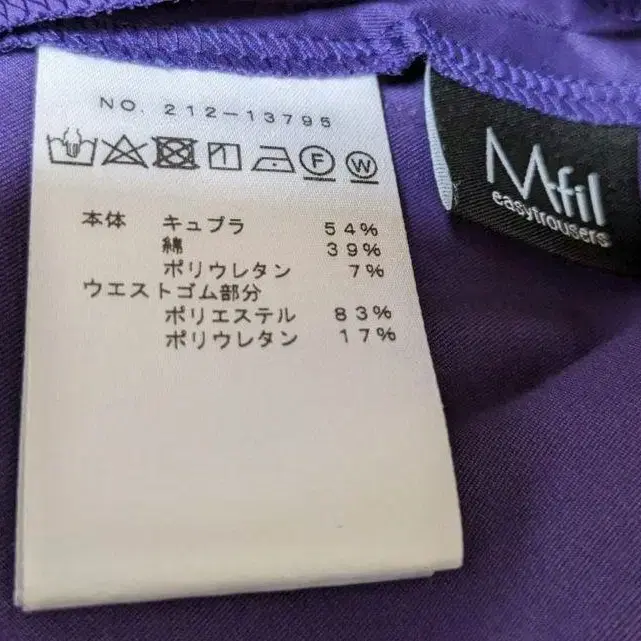 NO. 212-13795
F W
本体 キュプラ 54%
綿 39%
ポリウレタン 7%
ウエストゴム部分
ポリエステル 83%
ポリウレタン 17%
Mfil
easytrousers